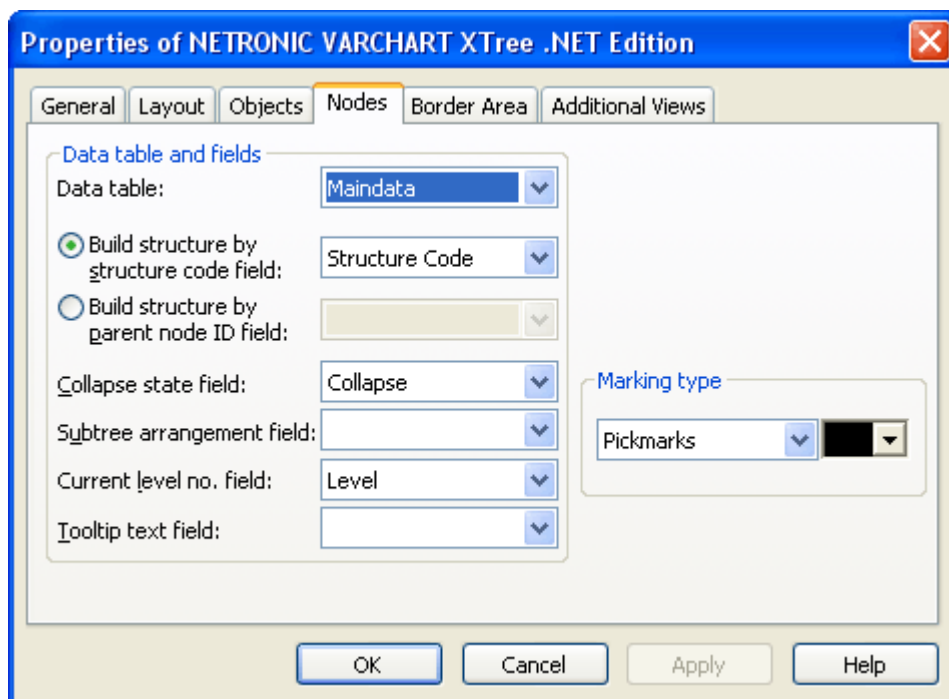 Properties of NETRONIC VARCHART XTree .NET Edition
General
Layout
Objects
Nodes
Border Area
Additional Views
Data table and fields
Data table:
Maindata
Build structure by
structure code field:
Structure Code
Build structure by
parent node ID field:
Collapse state field:
Collapse
Subtree arrangement field:
Current level no. field:
Level
Tooltip text field:
Marking type
Pickmarks
OK
Cancel
Apply
Help